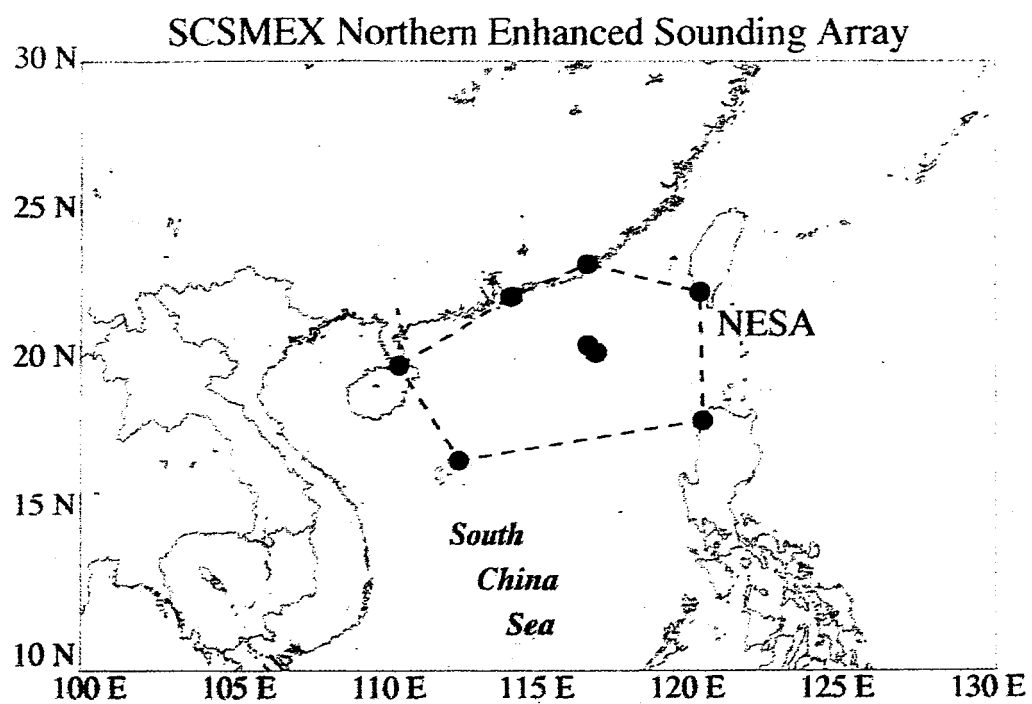 SCSMEX Northern Enhanced Sounding Array
30 N
25 N
NESA
20 N
15 N
South
China
Sea
10 N
100 E 105 E 110 E 115 E 120 E 125 E 130 E